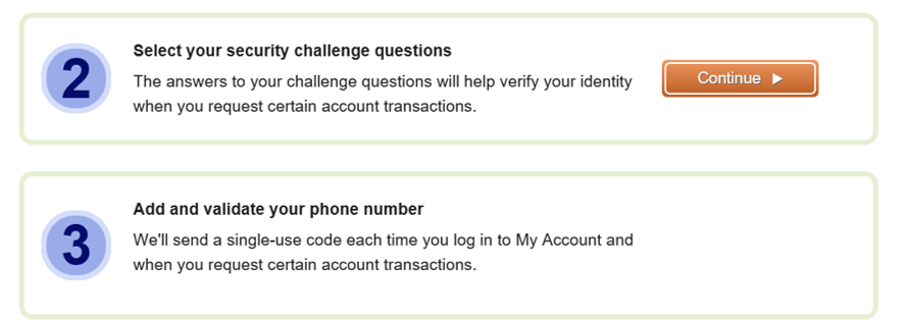 2
Select your security challenge questions
The answers to your challenge questions will help verify your identity
when you request certain account transactions.
Continue
3
Add and validate your phone number
We'll send a single-use code each time you log in to My Account and
when you request certain account transactions.